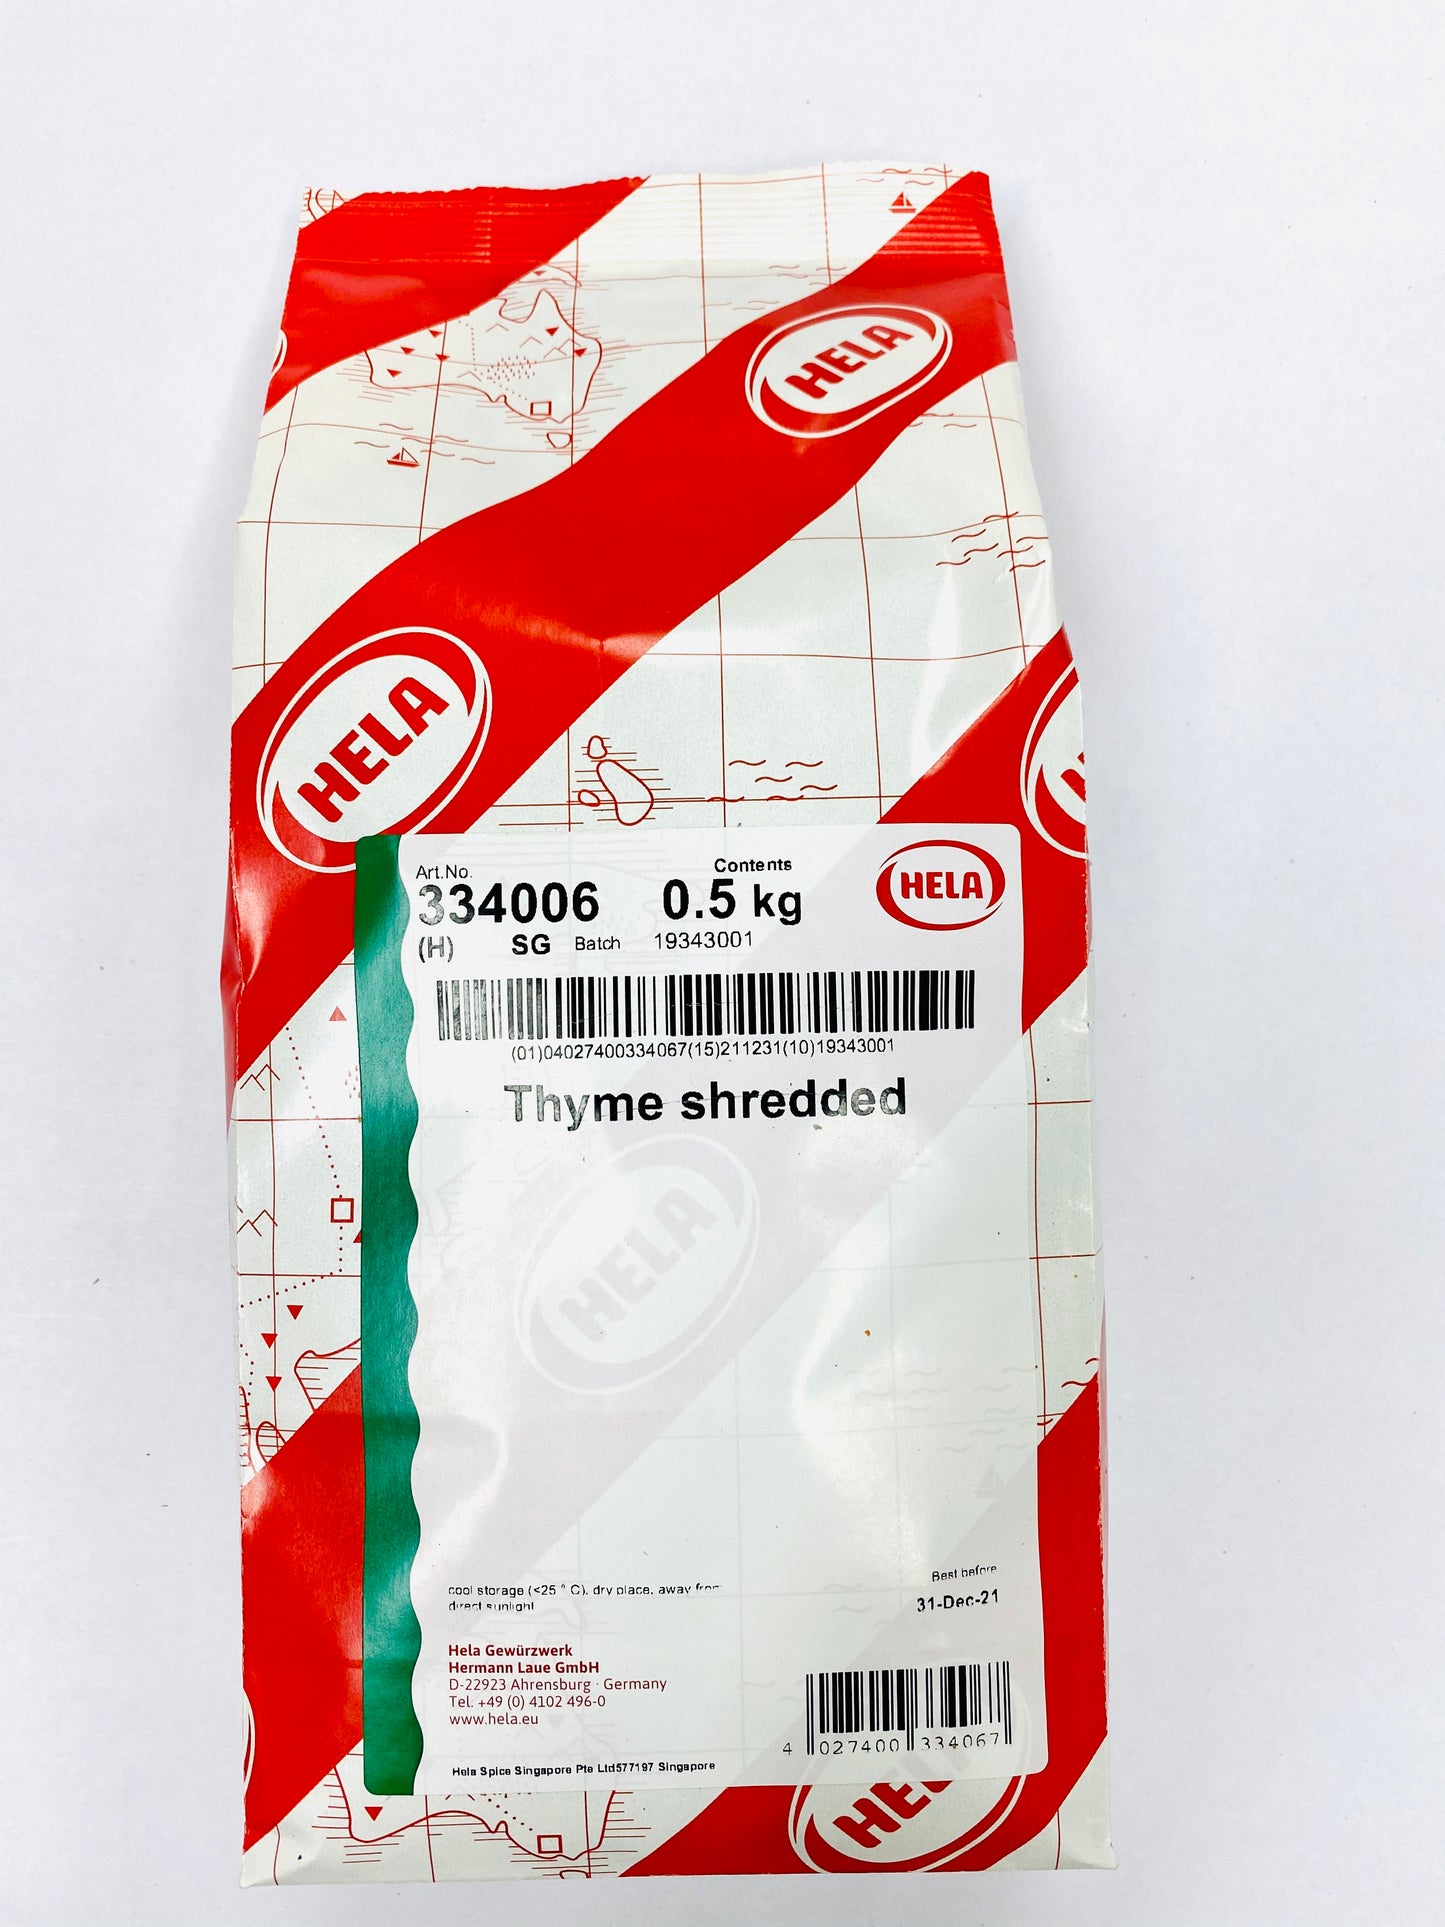 HELA
HELA
Art.No.
Contents
334006 0.5 kg
HELA
(H) SG Batch 19343001
(01)04027400334067(15)211231(10)19343001
Thyme shredded
HELA
cool storage (<25 ° C), dry place, away from
direct sunlight
Best before
31-Dec-21
Hela Gewürzwerk
Hermann Laue GmbH
D-22923 Ahrensburg · Germany
Tel. +49 (0) 4102 496-0
www.hela.eu
4 027400 334067
Hela Spice Singapore Pte Ltd577197 Singapore